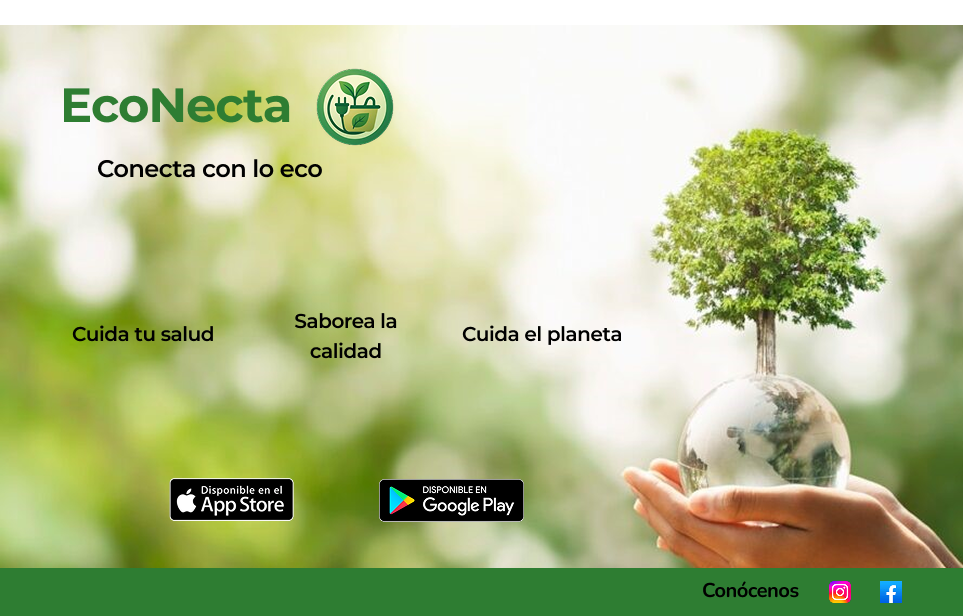 EcoNecta
Conecta con lo eco
Cuida tu salud
Saborea la
calidad
Cuida el planeta
Disponible en el
App Store
DISPONIBLE EN
Google Play
Conócenos